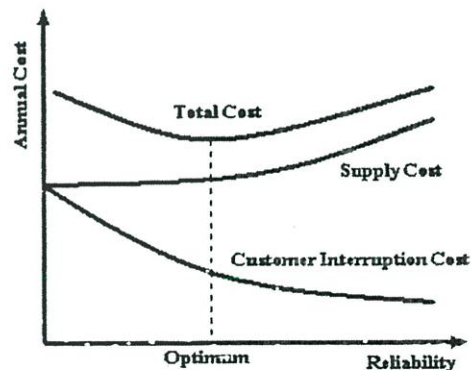 Annual Cost
Total Cost
Supply Cost
Customer Interruption Cost
Optimum
Reliability